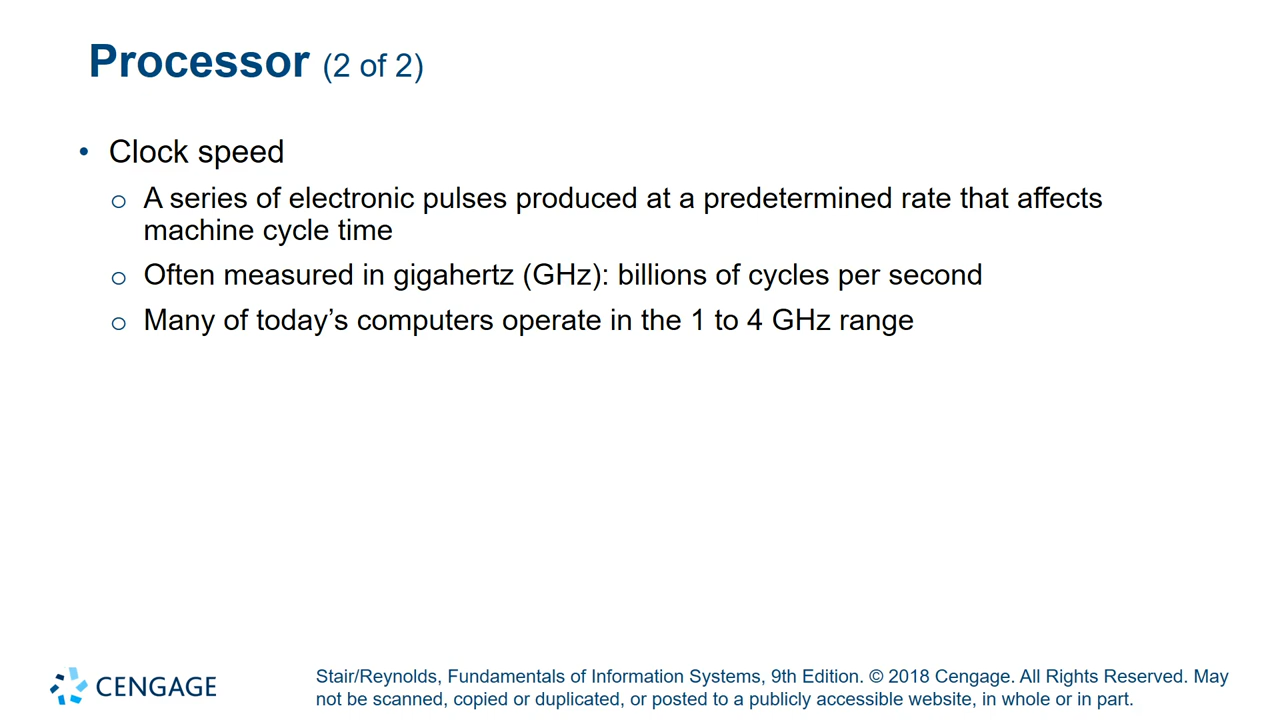 Processor (2 of 2)
• Clock speed
o A series of electronic pulses produced at a predetermined rate that affects
machine cycle time
o Often measured in gigahertz (GHz): billions of cycles per second
o Many of today’s computers operate in the 1 to 4 GHz range
CENGAGE
Stair/Reynolds, Fundamentals of Information Systems, 9th Edition. © 2018 Cengage. All Rights Reserved. May
not be scanned, copied or duplicated, or posted to a publicly accessible website, in whole or in part.